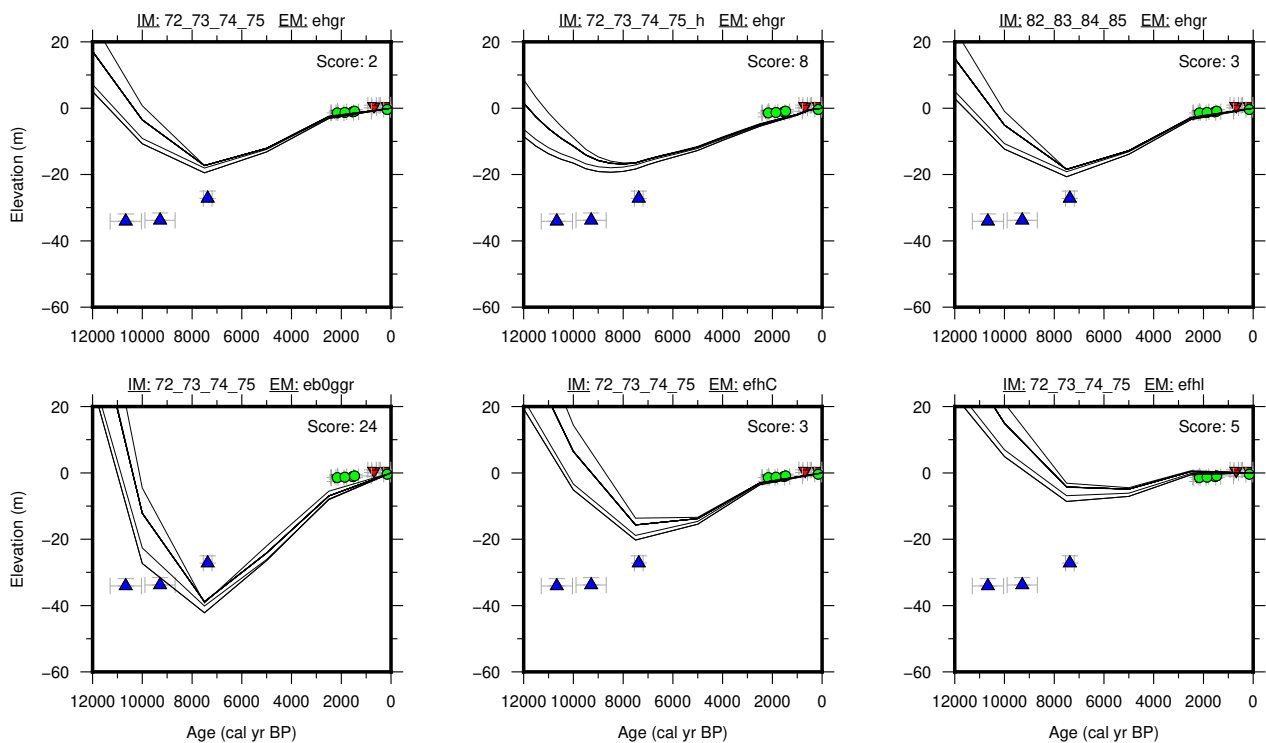 IM: 72_73_74_75 EM: ehgr
IM: 72_73_74_75_h EM: ehgr
IM: 82_83_84_85 EM: ehgr
Score: 2
Score: 8
Score: 3
Elevation (m)
20
0
−20
−40
−60
20
0
−20
−40
−60
20
0
−20
−40
−60
12000 10000 8000 6000 4000 2000 0
12000 10000 8000 6000 4000 2000 0
12000 10000 8000 6000 4000 2000 0
IM: 72_73_74_75 EM: eb0ggr
IM: 72_73_74_75 EM: efhC
IM: 72_73_74_75 EM: efhl
Score: 24
Score: 3
Score: 5
Elevation (m)
20
0
−20
−40
−60
20
0
−20
−40
−60
20
0
−20
−40
−60
12000 10000 8000 6000 4000 2000 0
12000 10000 8000 6000 4000 2000 0
12000 10000 8000 6000 4000 2000 0
Age (cal yr BP)
Age (cal yr BP)
Age (cal yr BP)